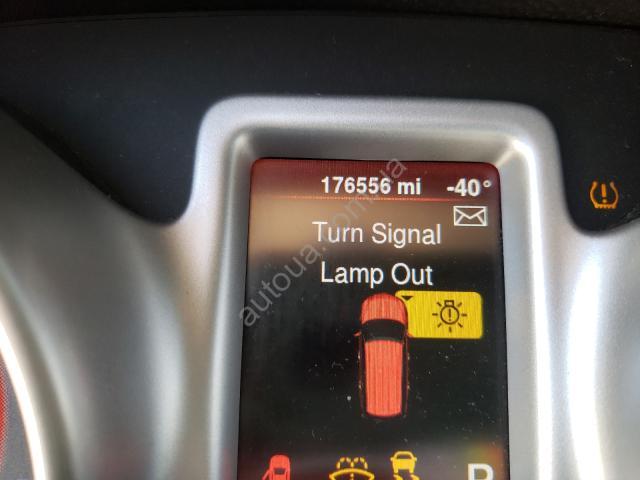 176556 mi -40°
Turn Signal
Lamp Out
P
autoua.com.ua